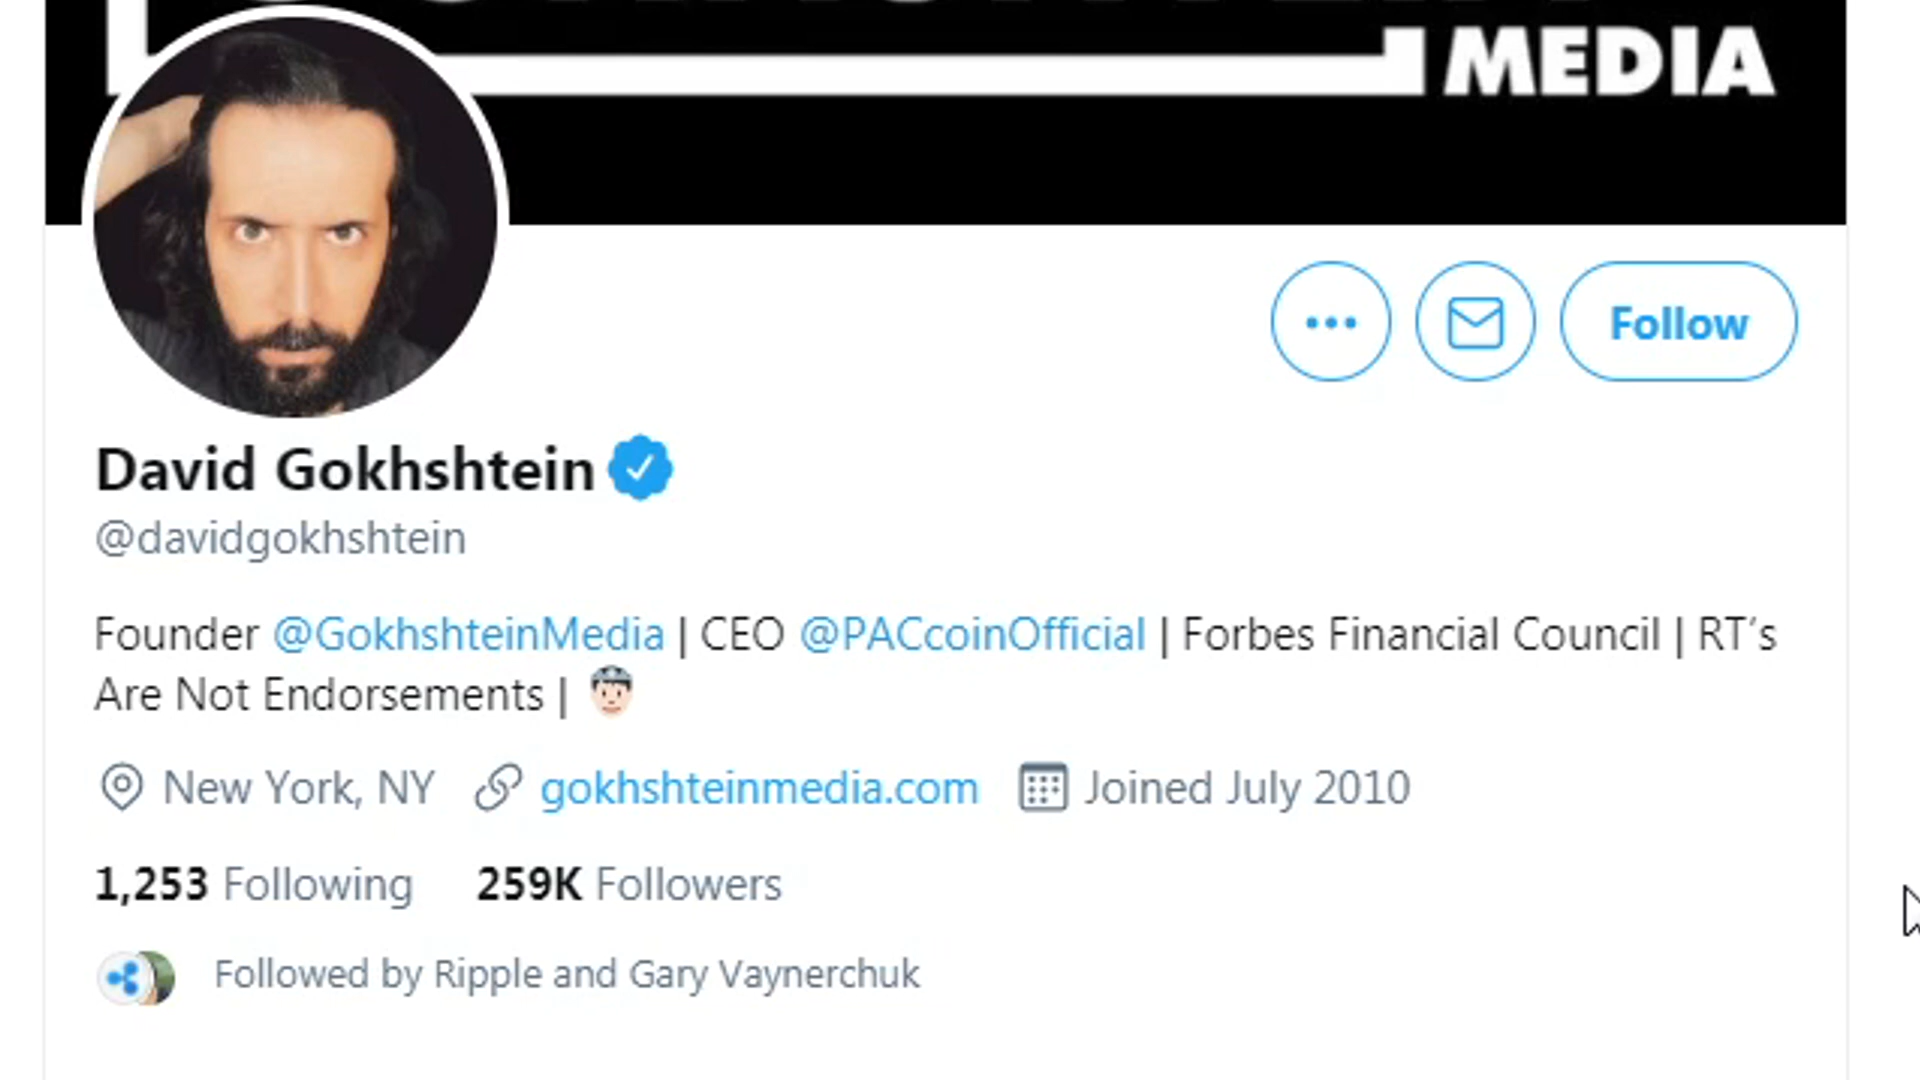 MEDIA
Follow
David Gokhshtein
@davidgokhshtein
Founder @GokhshteinMedia | CEO @PACcoinOfficial | Forbes Financial Council | RT’s
Are Not Endorsements |
New York, NY gokhshteinmedia.com Joined July 2010
1,253 Following 259K Followers
Followed by Ripple and Gary Vaynerchuk